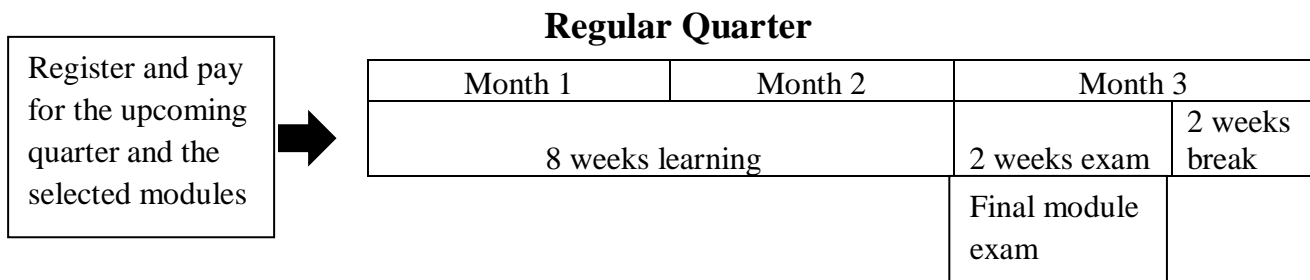 Regular Quarter
Register and pay
for the upcoming
quarter and the
selected modules
Month 1
Month 2
Month 3
8 weeks learning
2 weeks exam
2 weeks
break
Final module
exam